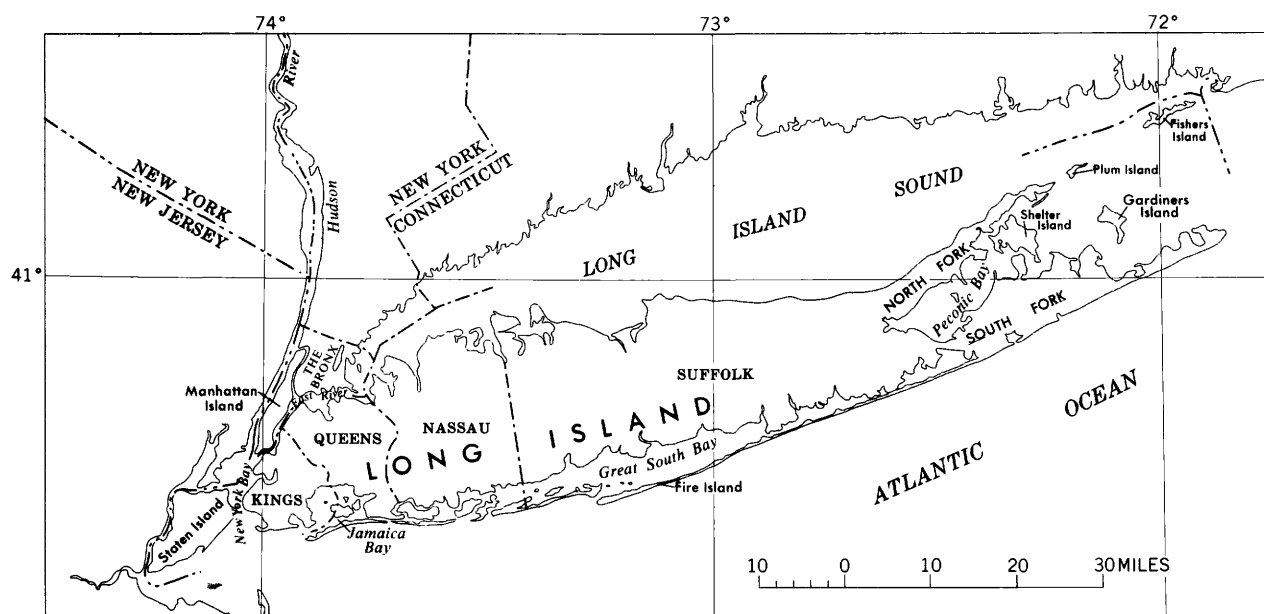 74°
73°
72°
River
Hudson
NEW YORK
NEW JERSEY
NEW YORK
CONNECTICUT
41°
LONG
ISLAND
SOUND
Fishers
Island
Plum Island
Gardiners
Island
Shelter
Island
NORTH FORK
Peconic Bay
SOUTH FORK
THE
BRONX
Manhattan
Island
East River
SUFFOLK
QUEENS
NASSAU
LONG ISLAND
Great South Bay
Fire Island
ATLANTIC
OCEAN
KINGS
New York Bay
Staten Island
Jamaica
Bay
10 0 10 20 30 MILES